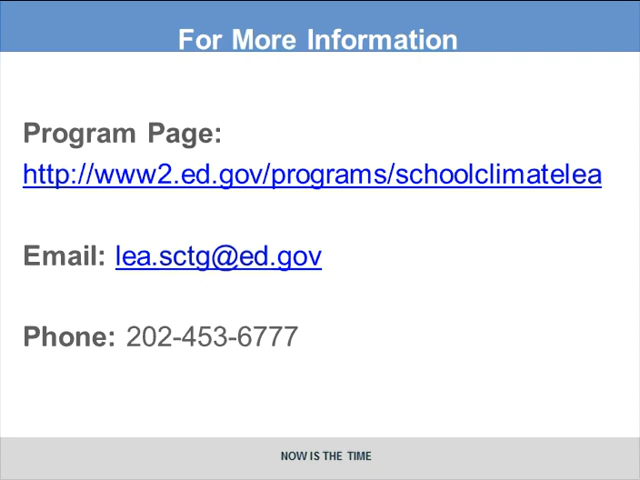 For More Information
Program Page:
http://www2.ed.gov/programs/schoolclimatelea
Email: lea.sctg@ed.gov
Phone: 202-453-6777
NOW IS THE TIME